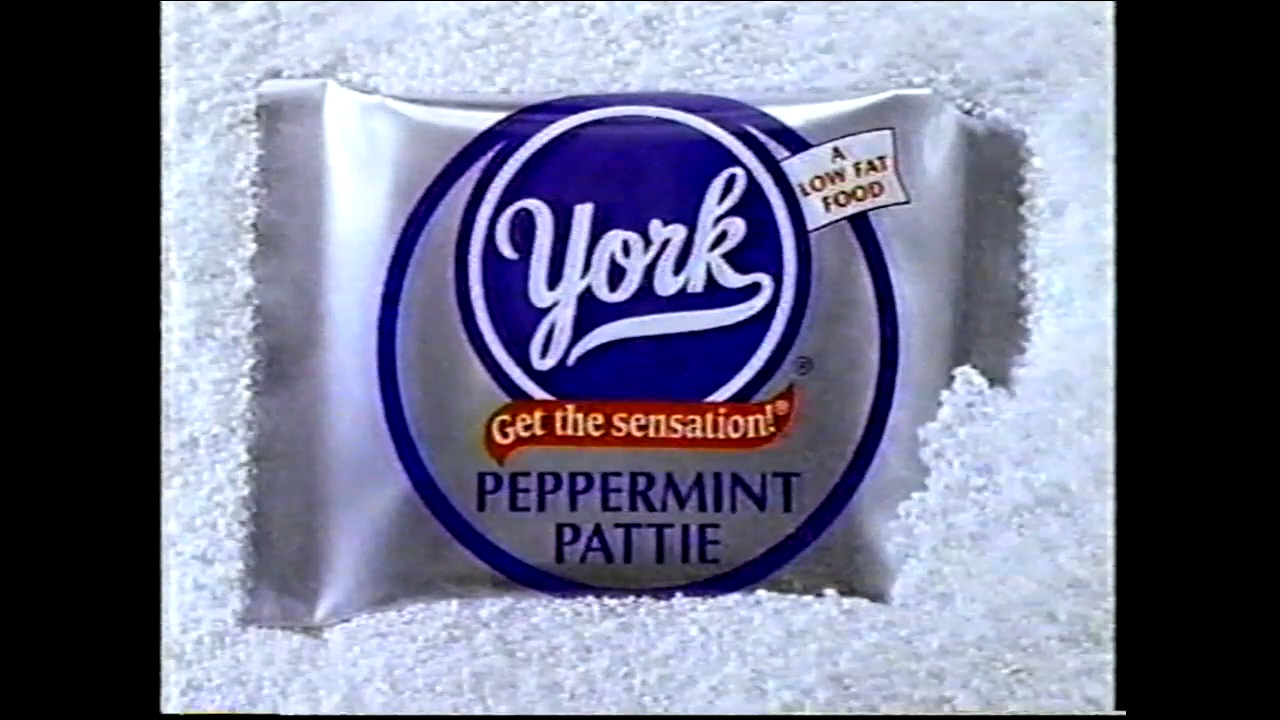 York
®
A
LOW FAT
FOOD
Get the sensation!®
PEPPERMINT
PATTIE